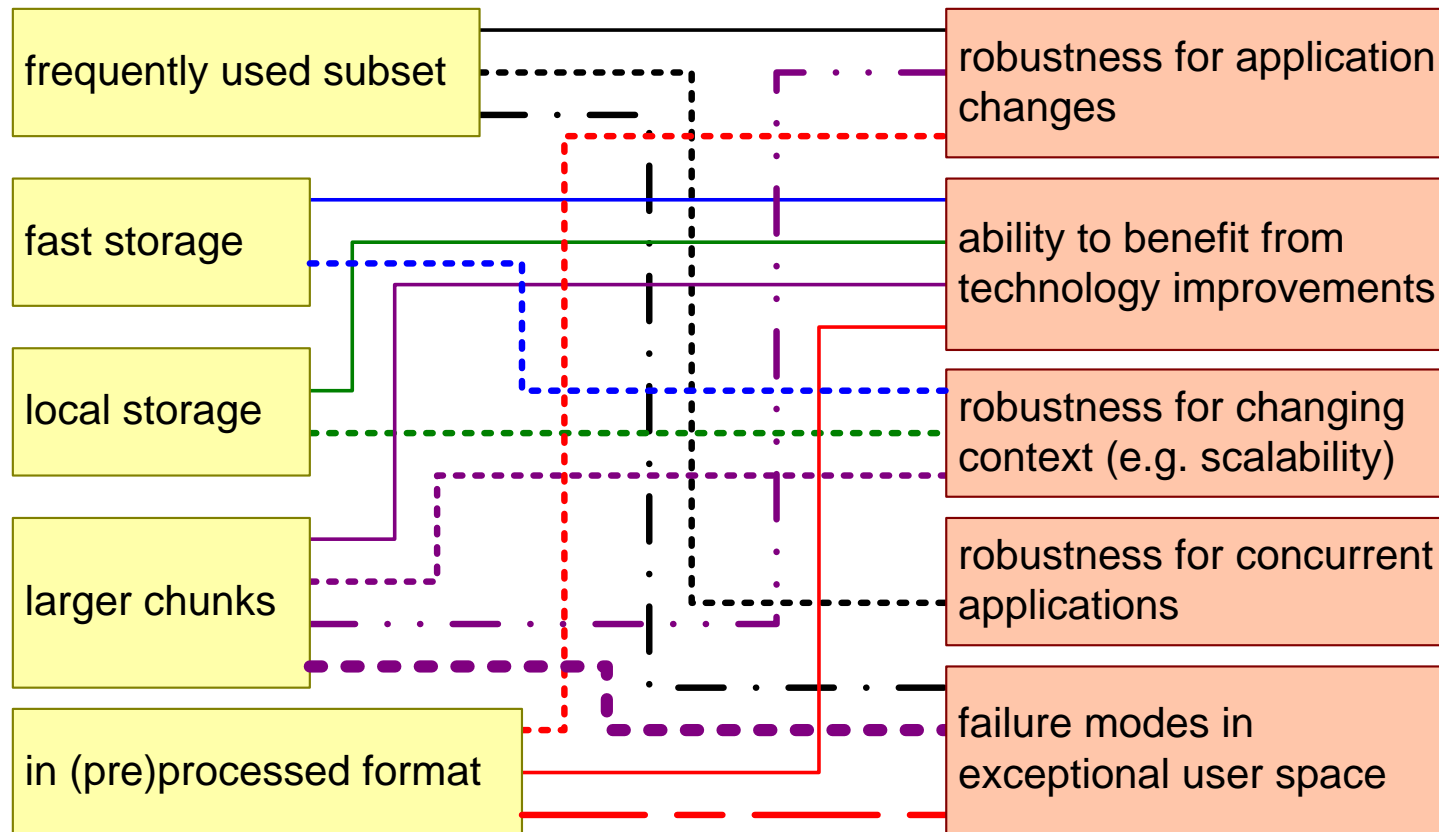 frequently used subset
fast storage
local storage
larger chunks
in (pre)processed format
robustness for application
changes
ability to benefit from
technology improvements
robustness for changing
context (e.g. scalability)
robustness for concurrent
applications
failure modes in
exceptional user space